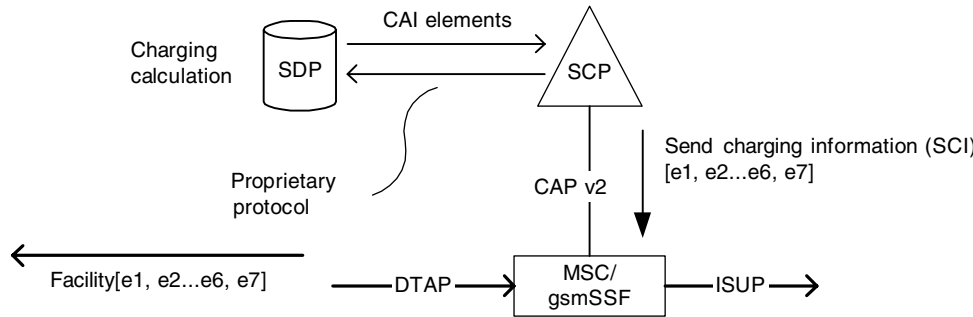 CAI elements
Charging
calculation
SDP
SCP
Send charging information (SCI)
[e1, e2...e6, e7]
Proprietary
protocol
CAP v2
Facility[e1, e2...e6, e7]
DTAP
MSC/
gsmSSF
ISUP